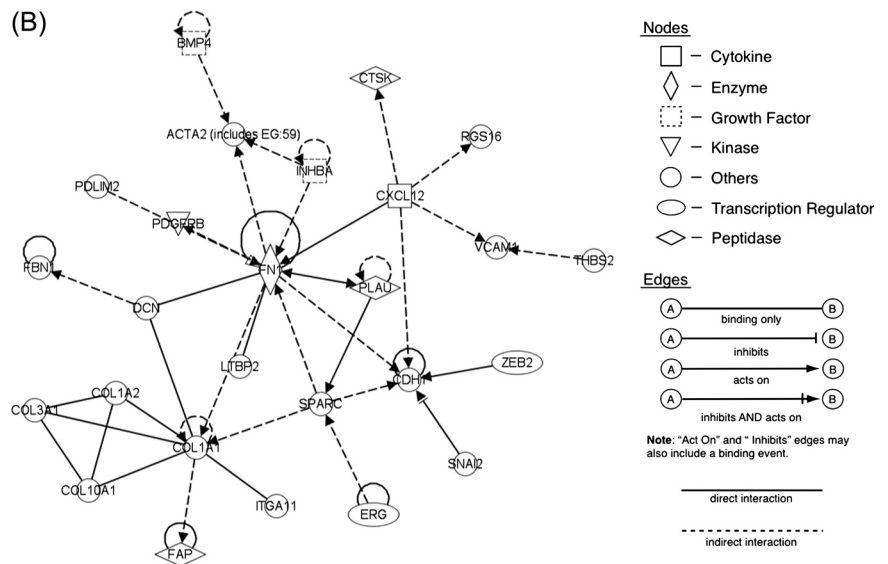 (B)
BMP4
CTSK
ACTA2 (includes EG:59)
RGS16
INHBA
PDLIM2
CXCL12
PDGFRB
VCAM1
THBS2
FBN1
FN1
PLAU
DCN
LTBP2
ZEB2
CDH1
COL1A2
COL3A1
SPARC
COL1A1
SNAI2
COL10A1
ITGA11
ERG
FAP
Nodes
– Cytokine
– Enzyme
– Growth Factor
– Kinase
– Others
– Transcription Regulator
– Peptidase
Edges
A B
binding only
A B
inhibits
A B
acts on
A B
inhibits AND acts on
Note: “Act On” and “ Inhibits” edges may
also include a binding event.
direct interaction
indirect interaction